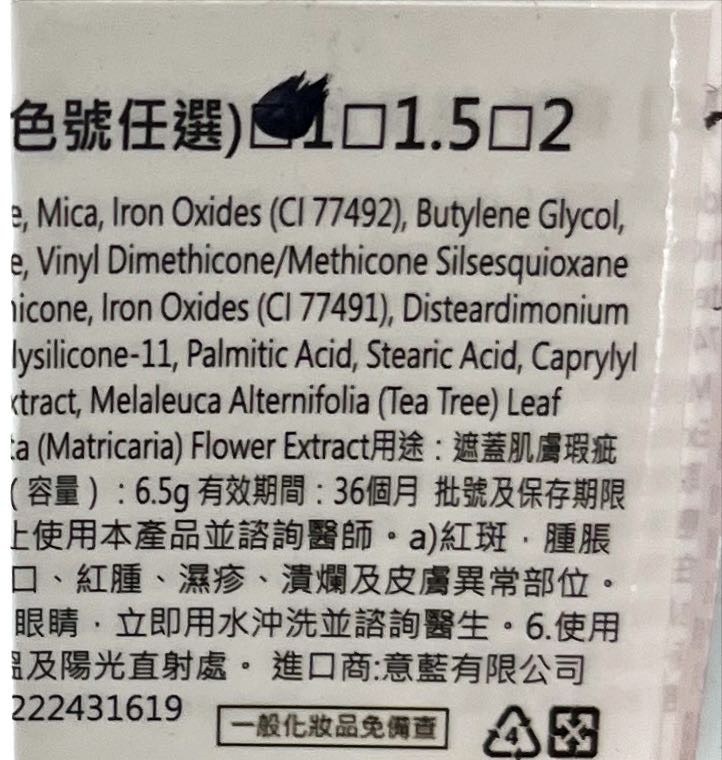 色號任選)□1□1.5□2
e, Mica, Iron Oxides (CI 77492), Butylene Glycol,
e, Vinyl Dimethicone/Methicone Silsesquioxane
nicone, Iron Oxides (CI 77491), Disteardimonium
lysilicone-11, Palmitic Acid, Stearic Acid, Caprylyl
xtract, Melaleuca Alternifolia (Tea Tree) Leaf
ta (Matricaria) Flower Extract用途：遮蓋肌膚瑕疵
(容量)：6.5g 有效期間：36個月 批號及保存期限
上使用本產品並諮詢醫師。a)紅斑，腫脹
口、紅腫、濕疹、潰爛及皮膚異常部位。
眼睛，立即用水沖洗並諮詢醫生。6.使用
溫及陽光直射處。 進口商:意藍有限公司
222431619
一般化妝品免備查
4